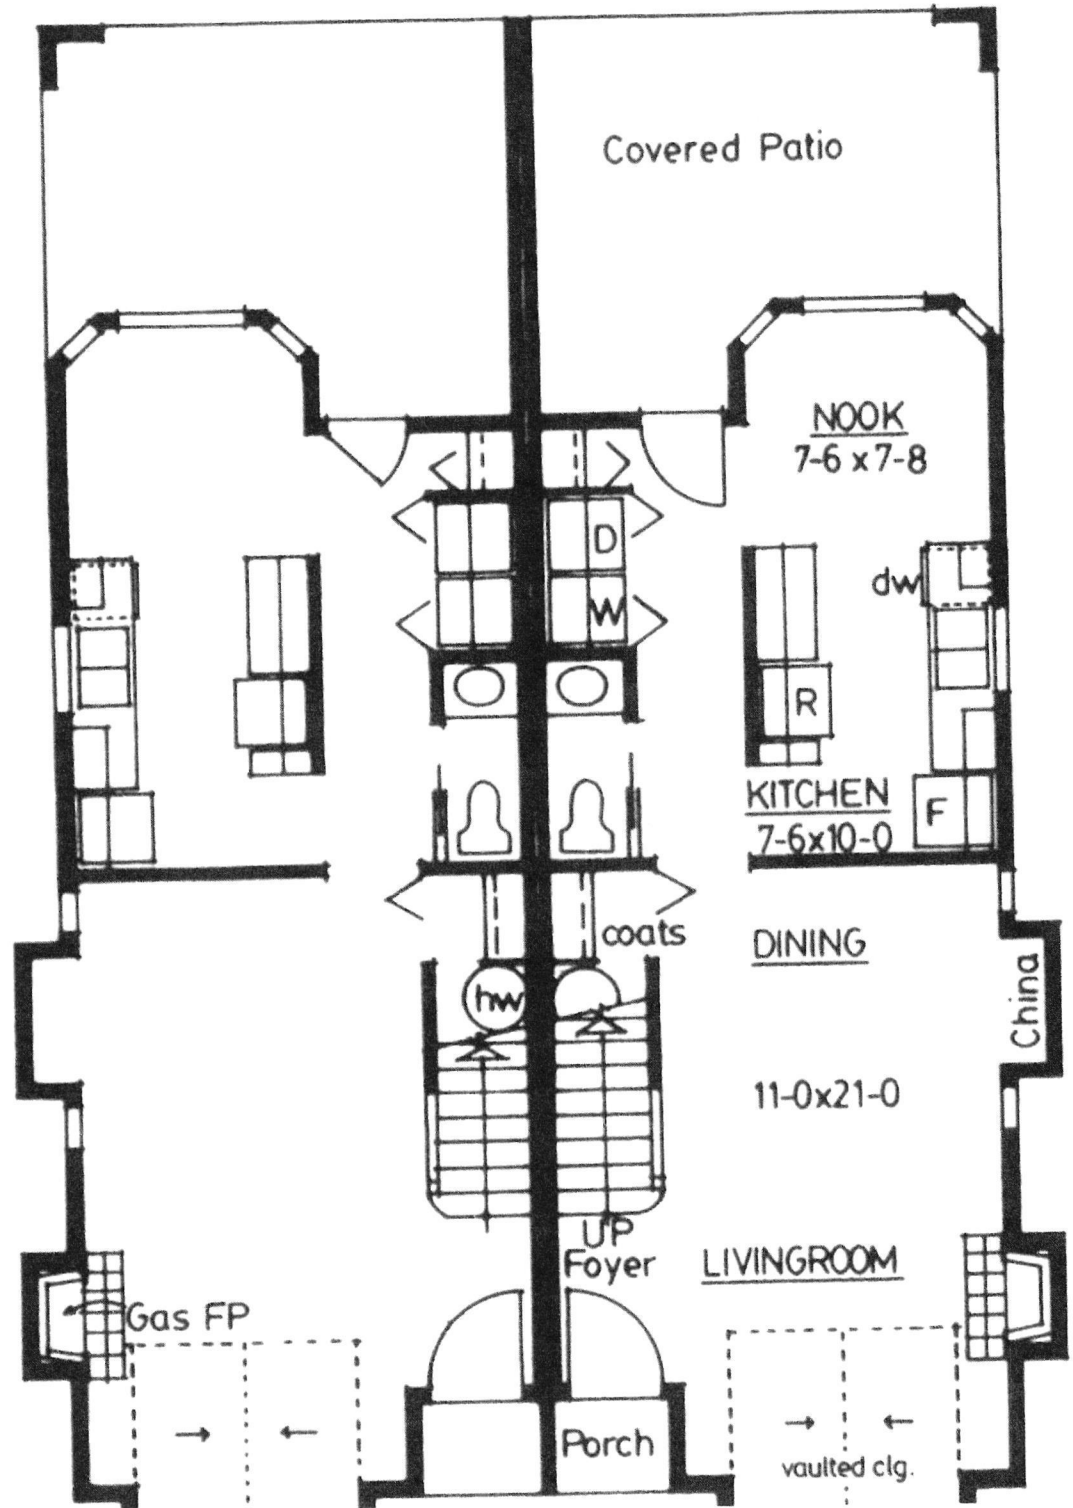 Covered Patio
NOOK
7-6 x 7-8
D
dw
W
R
KITCHEN
F
7-6x10-0
coats
DINING
China
hw
11-0x21-0
UP
Foyer
LIVINGROOM
Gas FP
Porch
vaulted clg.